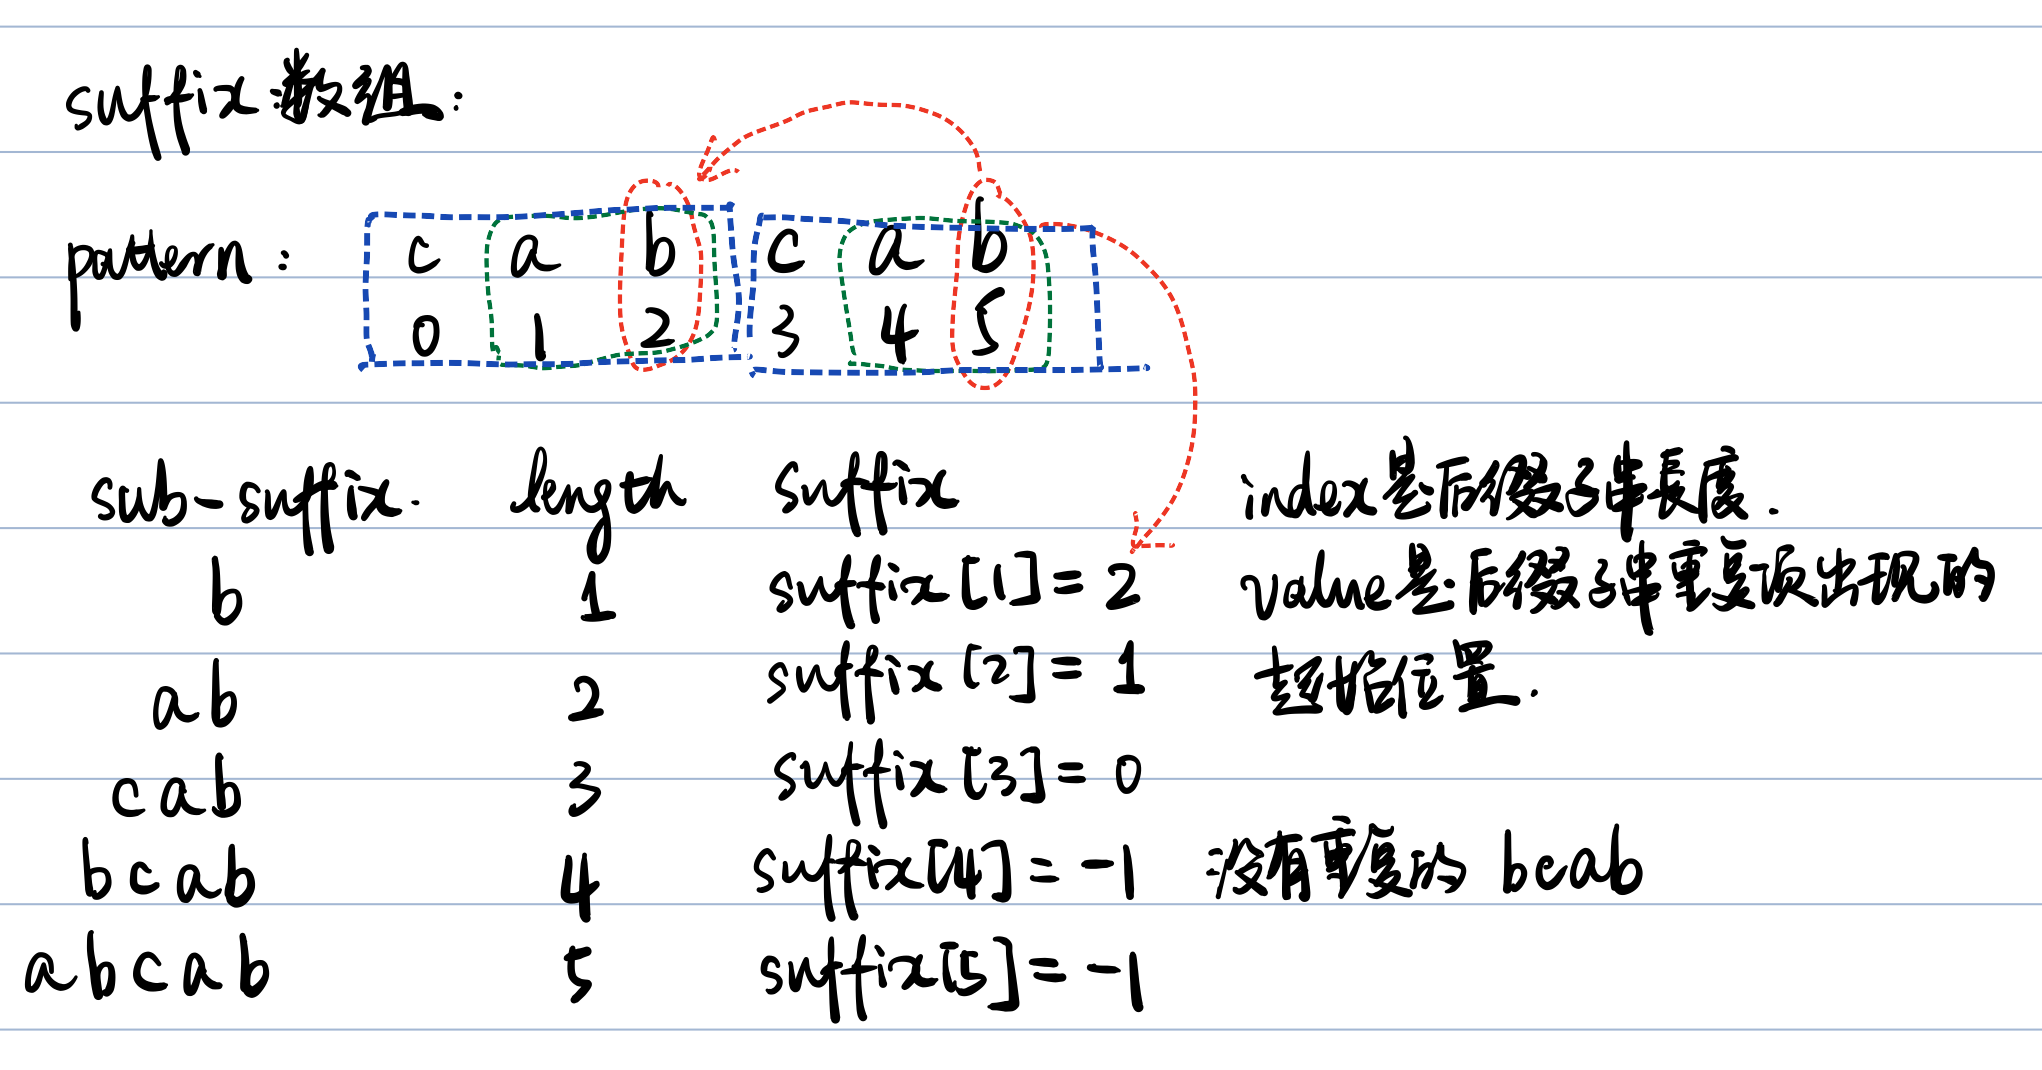 suffix数组:
pattern: c a b c a b
0 1 2 3 4 5
sub-suffix. length suffix index是后缀子串長度.
b 1 suffix[1]=2 value是后缀子串重复项出现的
ab 2 suffix[2]=1 起始位置.
cab 3 suffix[3]=0
bcab 4 suffix[4]=-1 没有重复的 bcab
abcab 5 suffix[5]=-1